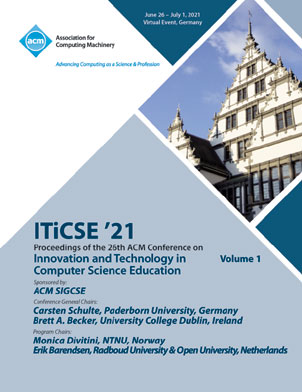 June 26 – July 1, 2021
Virtual Event, Germany
acm
Association for
Computing Machinery
Advancing Computing as a Science & Profession
ITiCSE ’21
Proceedings of the 26th ACM Conference on
Innovation and Technology in
Computer Science Education
Volume 1
Sponsored by:
ACM SIGCSE
Conference General Chairs:
Carsten Schulte, Paderborn University, Germany
Brett A. Becker, University College Dublin, Ireland
Program Chairs:
Monica Divitini, NTNU, Norway
Erik Barendsen, Radboud University & Open University, Netherlands